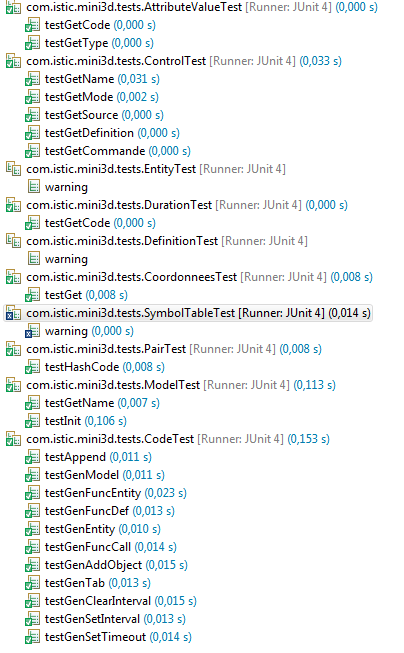 com.istic.mini3d.tests.AttributeValueTest [Runner: JUnit 4] (0,000 s)
testGetCode (0,000 s)
testGetType (0,000 s)
com.istic.mini3d.tests.ControlTest [Runner: JUnit 4] (0,033 s)
testGetName (0,031 s)
testGetMode (0,002 s)
testGetSource (0,000 s)
testGetDefinition (0,000 s)
testGetCommande (0,000 s)
com.istic.mini3d.tests.EntityTest [Runner: JUnit 4]
warning
com.istic.mini3d.tests.DurationTest [Runner: JUnit 4] (0,000 s)
testGetCode (0,000 s)
com.istic.mini3d.tests.DefinitionTest [Runner: JUnit 4]
warning
com.istic.mini3d.tests.CoordonneesTest [Runner: JUnit 4] (0,008 s)
testGet (0,008 s)
com.istic.mini3d.tests.SymbolTableTest [Runner: JUnit 4] (0,014 s)
warning (0,000 s)
com.istic.mini3d.tests.PairTest [Runner: JUnit 4] (0,008 s)
testHashCode (0,008 s)
com.istic.mini3d.tests.ModelTest [Runner: JUnit 4] (0,113 s)
testGetName (0,007 s)
testInit (0,106 s)
com.istic.mini3d.tests.CodeTest [Runner: JUnit 4] (0,153 s)
testAppend (0,011 s)
testGenModel (0,011 s)
testGenFuncEntity (0,023 s)
testGenFuncDef (0,013 s)
testGenEntity (0,010 s)
testGenFuncCall (0,014 s)
testGenAddObject (0,015 s)
testGenTab (0,013 s)
testGenClearInterval (0,015 s)
testGenSetInterval (0,013 s)
testGenSetTimeout (0,014 s)